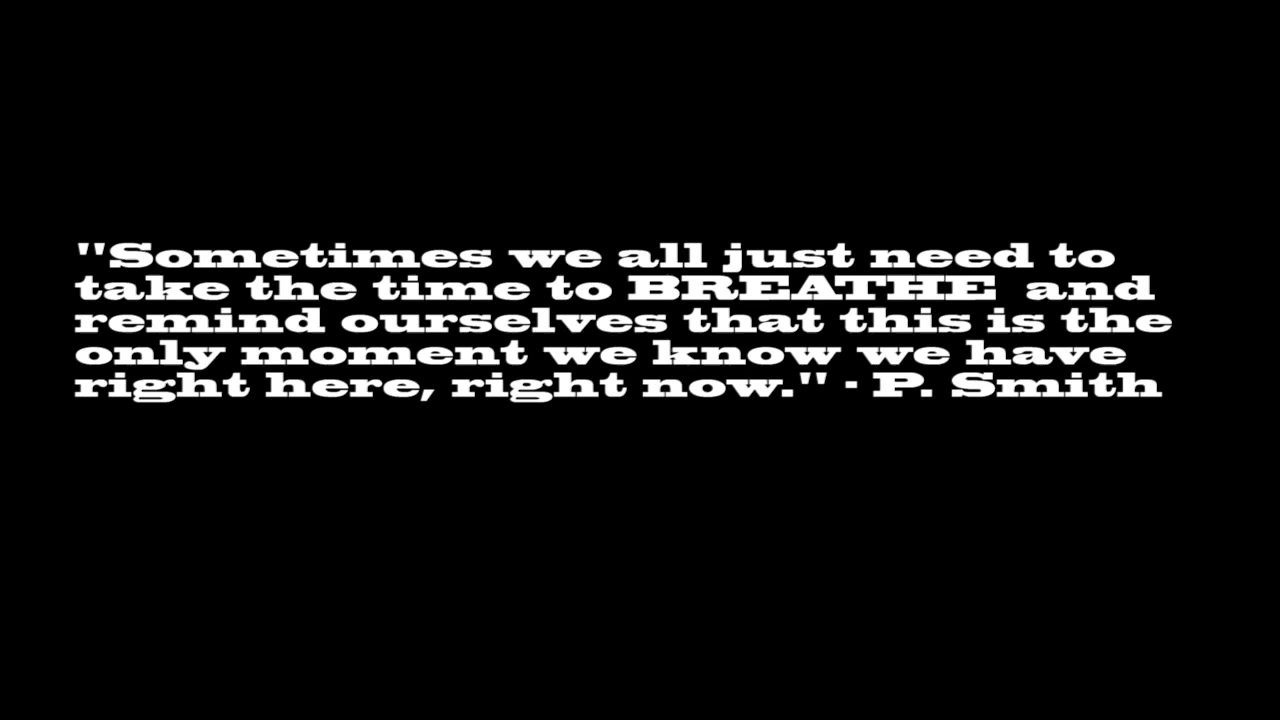 "Sometimes we all just need to
take the time to BREATHE  and
remind ourselves that this is the
only moment we know we have
right here, right now." - P. Smith